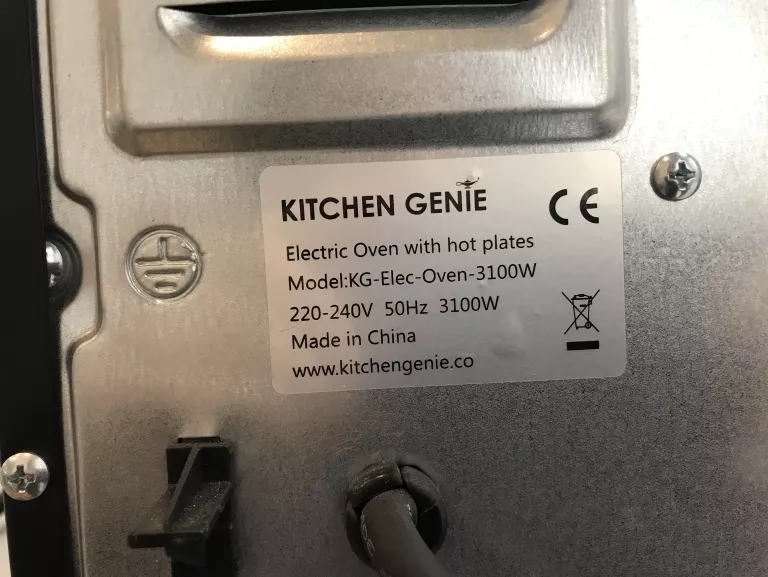 KITCHEN GENIE
CE
Electric Oven with hot plates
Model:KG-Elec-Oven-3100W
220-240V 50Hz 3100W
Made in China
www.kitchengenie.co